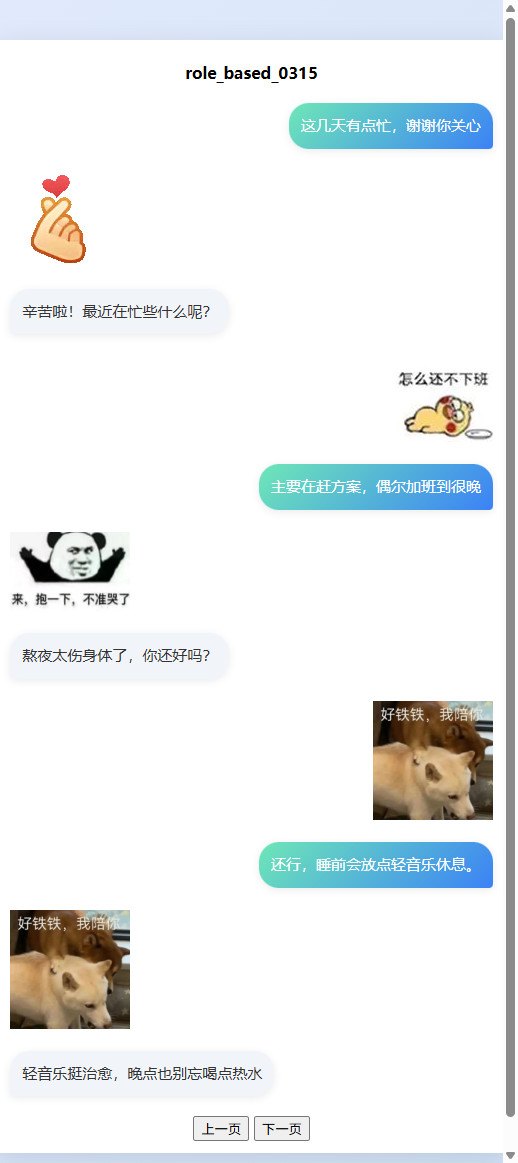 role_based_0315
这几天有点忙，谢谢你关心
辛苦啦！最近在忙些什么呢？
怎么还不下班
主要在赶方案，偶尔加班到很晚
来，抱一下，不准哭了
熬夜太伤身体了，你还好吗？
好铁铁，我陪你
还行，睡前会放点轻音乐休息。
好铁铁，我陪你
轻音乐挺治愈，晚点也别忘喝点热水
上一页 下一页